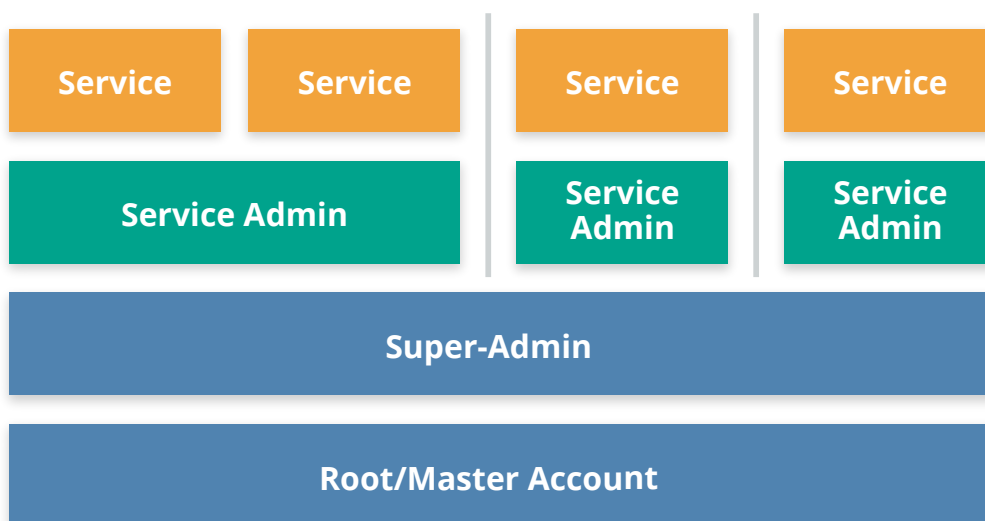 Service
Service
Service
Service
Service Admin
Service
Admin
Service
Admin
Super-Admin
Root/Master Account